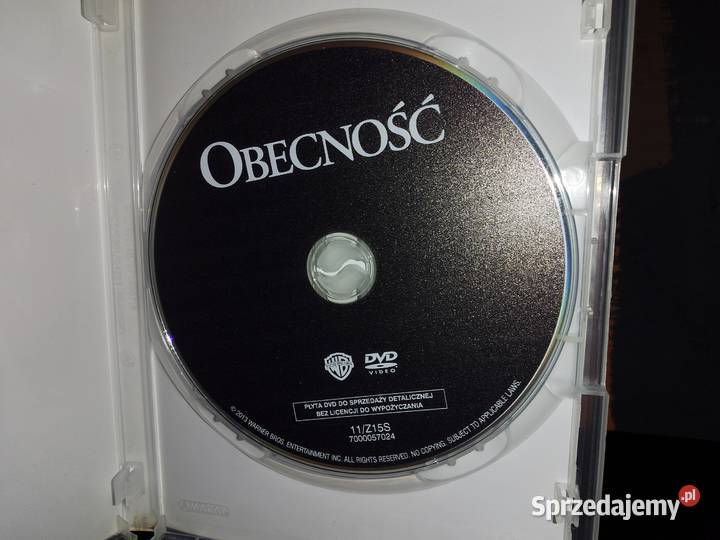 OBECNOŚĆ
WB
DVD
VIDEO
PŁYTA DVD DO SPRZEDAŻY DETALICZNEJ
BEZ LICENCJI DO WYPOŻYCZANIA
11/Z15S
7000057024
© 2013 WARNER BROS. ENTERTAINMENT INC. ALL RIGHTS RESERVED. NO COPYING. SUBJECT TO APPLICABLE LAWS.
AMARAY
Sprzedajemy.pl